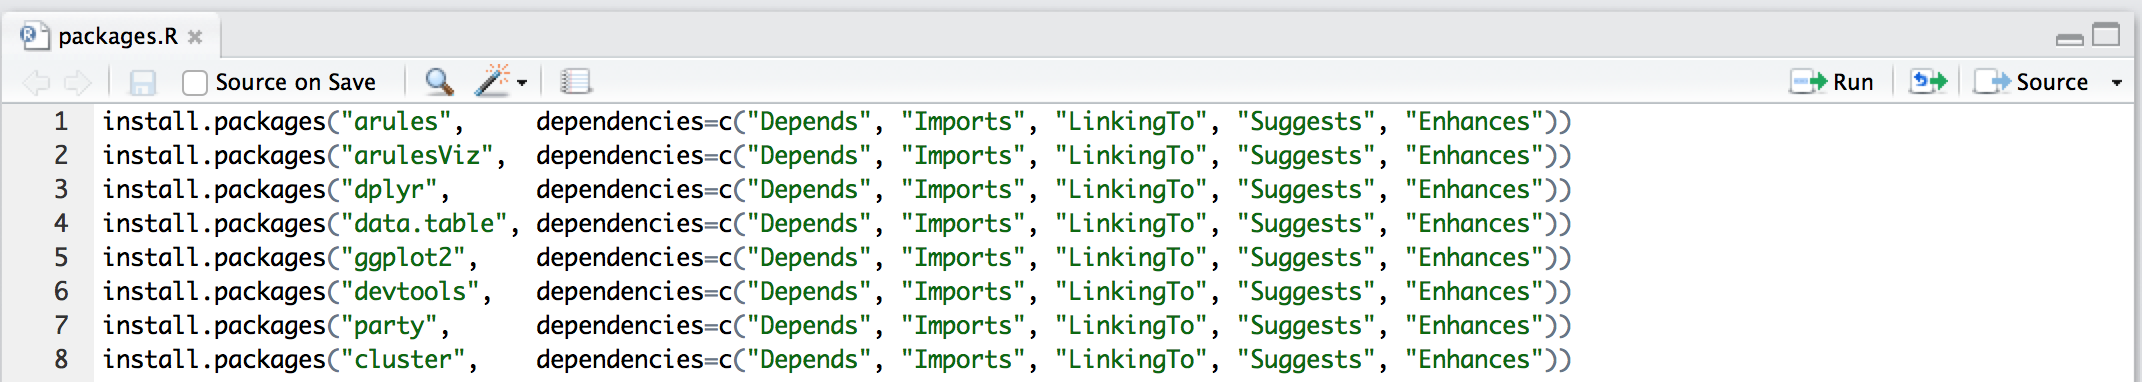 packages.R
Source on Save Run Source
1 install.packages("arules",     dependencies=c("Depends", "Imports", "LinkingTo", "Suggests", "Enhances"))
2 install.packages("arulesViz",  dependencies=c("Depends", "Imports", "LinkingTo", "Suggests", "Enhances"))
3 install.packages("dplyr",      dependencies=c("Depends", "Imports", "LinkingTo", "Suggests", "Enhances"))
4 install.packages("data.table", dependencies=c("Depends", "Imports", "LinkingTo", "Suggests", "Enhances"))
5 install.packages("ggplot2",    dependencies=c("Depends", "Imports", "LinkingTo", "Suggests", "Enhances"))
6 install.packages("devtools",   dependencies=c("Depends", "Imports", "LinkingTo", "Suggests", "Enhances"))
7 install.packages("party",      dependencies=c("Depends", "Imports", "LinkingTo", "Suggests", "Enhances"))
8 install.packages("cluster",    dependencies=c("Depends", "Imports", "LinkingTo", "Suggests", "Enhances"))